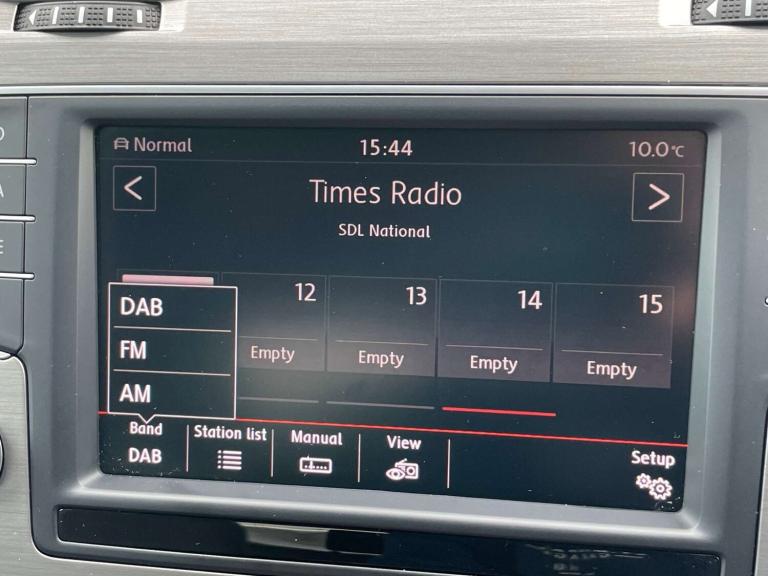 Normal 15:44 10.0°C
< Times Radio >
SDL National
12 13 14 15
DAB
FM
AM
Empty Empty Empty Empty
Band Station list Manual View Setup
DAB